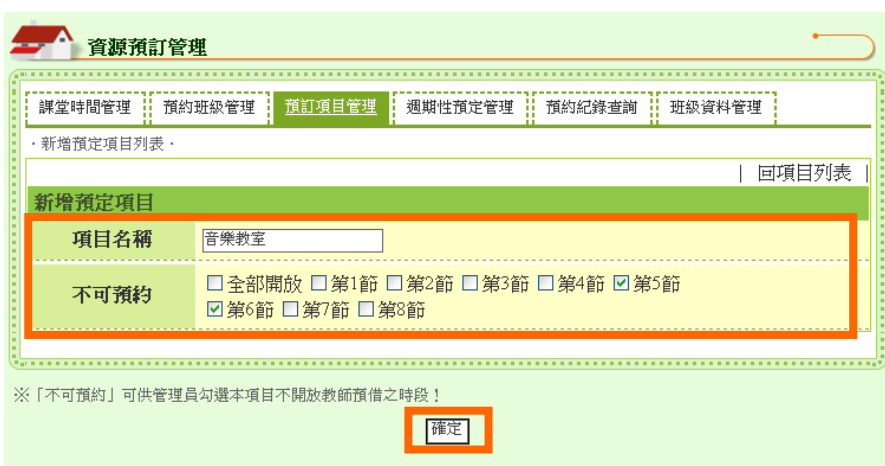 資源預訂管理
課堂時間管理 預約班級管理 預訂項目管理 週期性預定管理 預約紀錄查詢 班級資料管理
·新增預定項目列表·
| 回項目列表 |
新增預定項目
項目名稱 音樂教室
不可預約 全部開放 第1節 第2節 第3節 第4節 第5節
第6節 第7節 第8節
※「不可預約」可供管理員勾選本項目不開放教師預借之時段!
確定